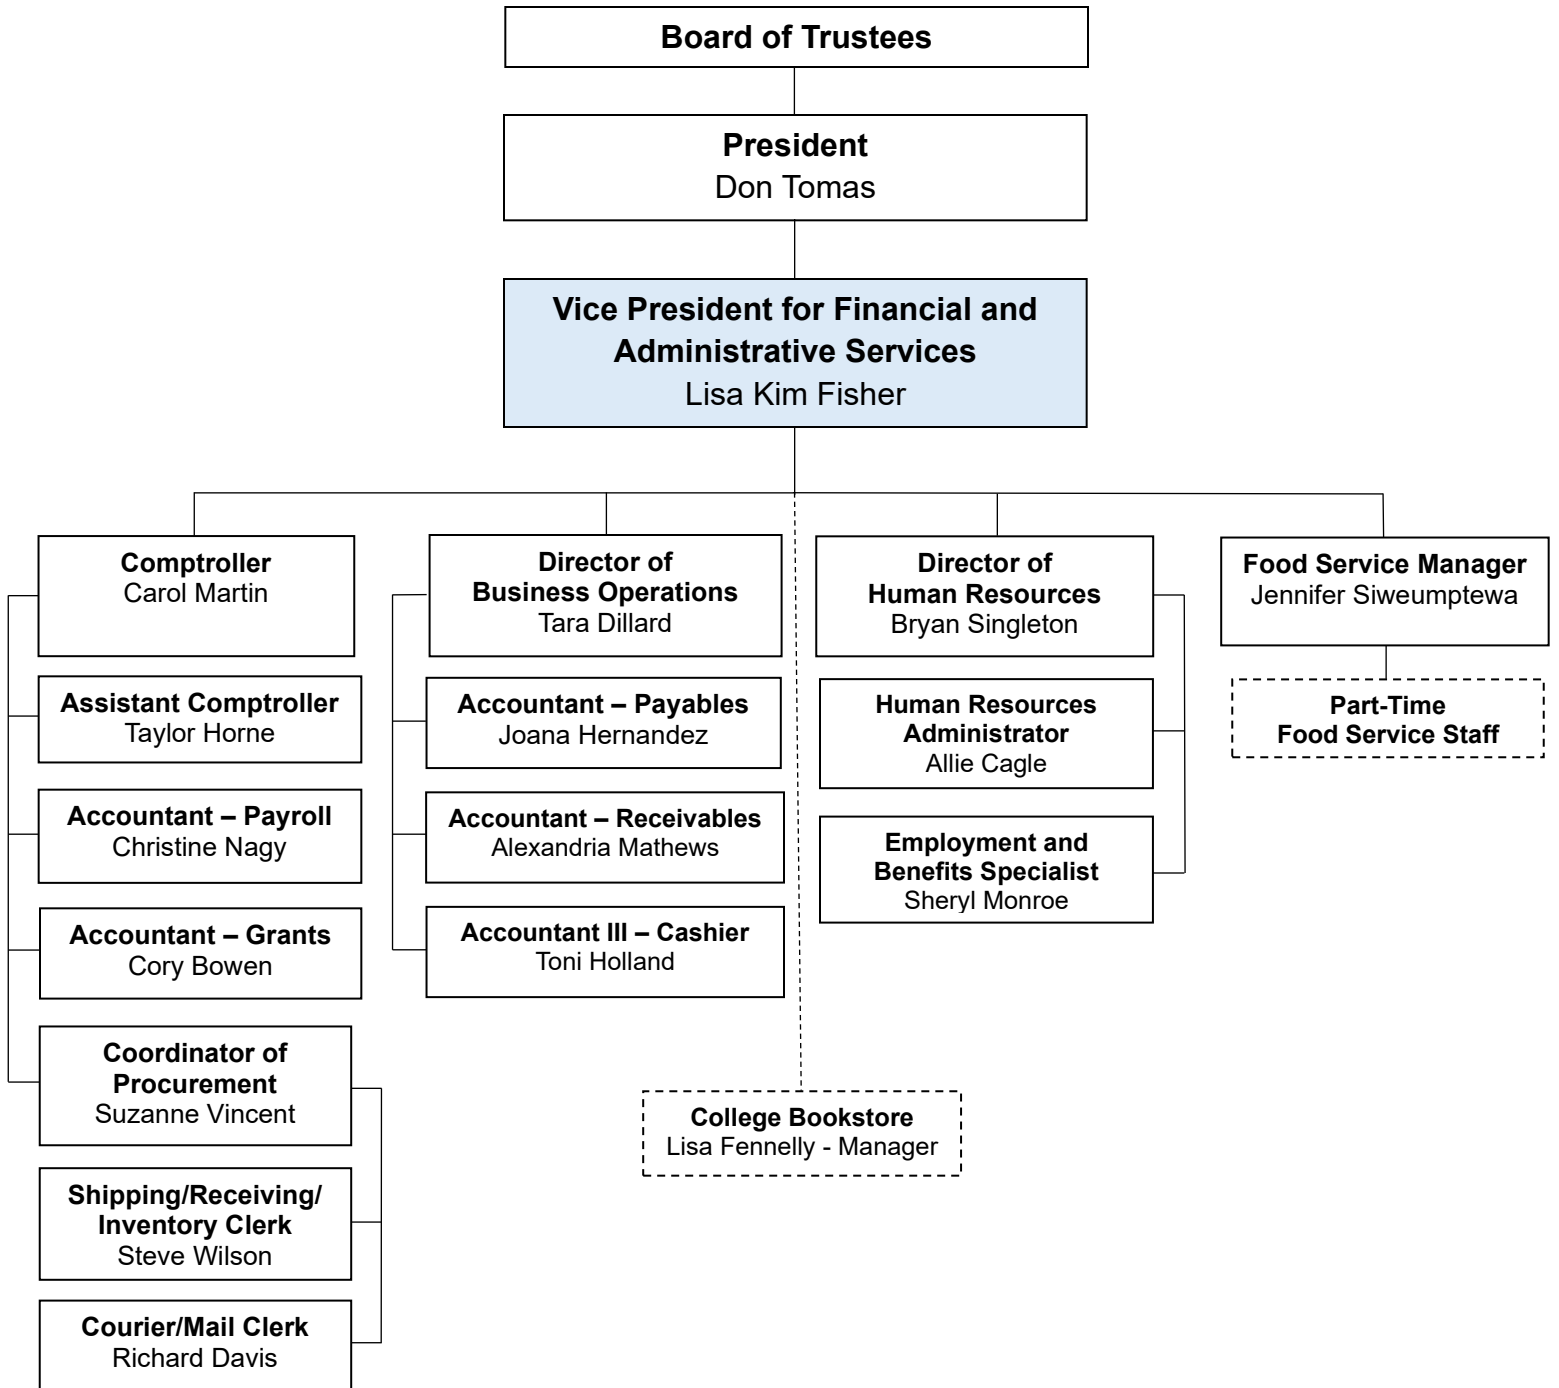 Board of Trustees
President
Don Tomas
Vice President for Financial and
Administrative Services
Lisa Kim Fisher
Comptroller
Carol Martin
Assistant Comptroller
Taylor Horne
Accountant – Payroll
Christine Nagy
Accountant – Grants
Cory Bowen
Coordinator of
Procurement
Suzanne Vincent
Shipping/Receiving/
Inventory Clerk
Steve Wilson
Courier/Mail Clerk
Richard Davis
Director of
Business Operations
Tara Dillard
Accountant – Payables
Joana Hernandez
Accountant – Receivables
Alexandria Mathews
Accountant III – Cashier
Toni Holland
College Bookstore
Lisa Fennelly - Manager
Director of
Human Resources
Bryan Singleton
Human Resources
Administrator
Allie Cagle
Employment and
Benefits Specialist
Sheryl Monroe
Food Service Manager
Jennifer Siweumptewa
Part-Time
Food Service Staff